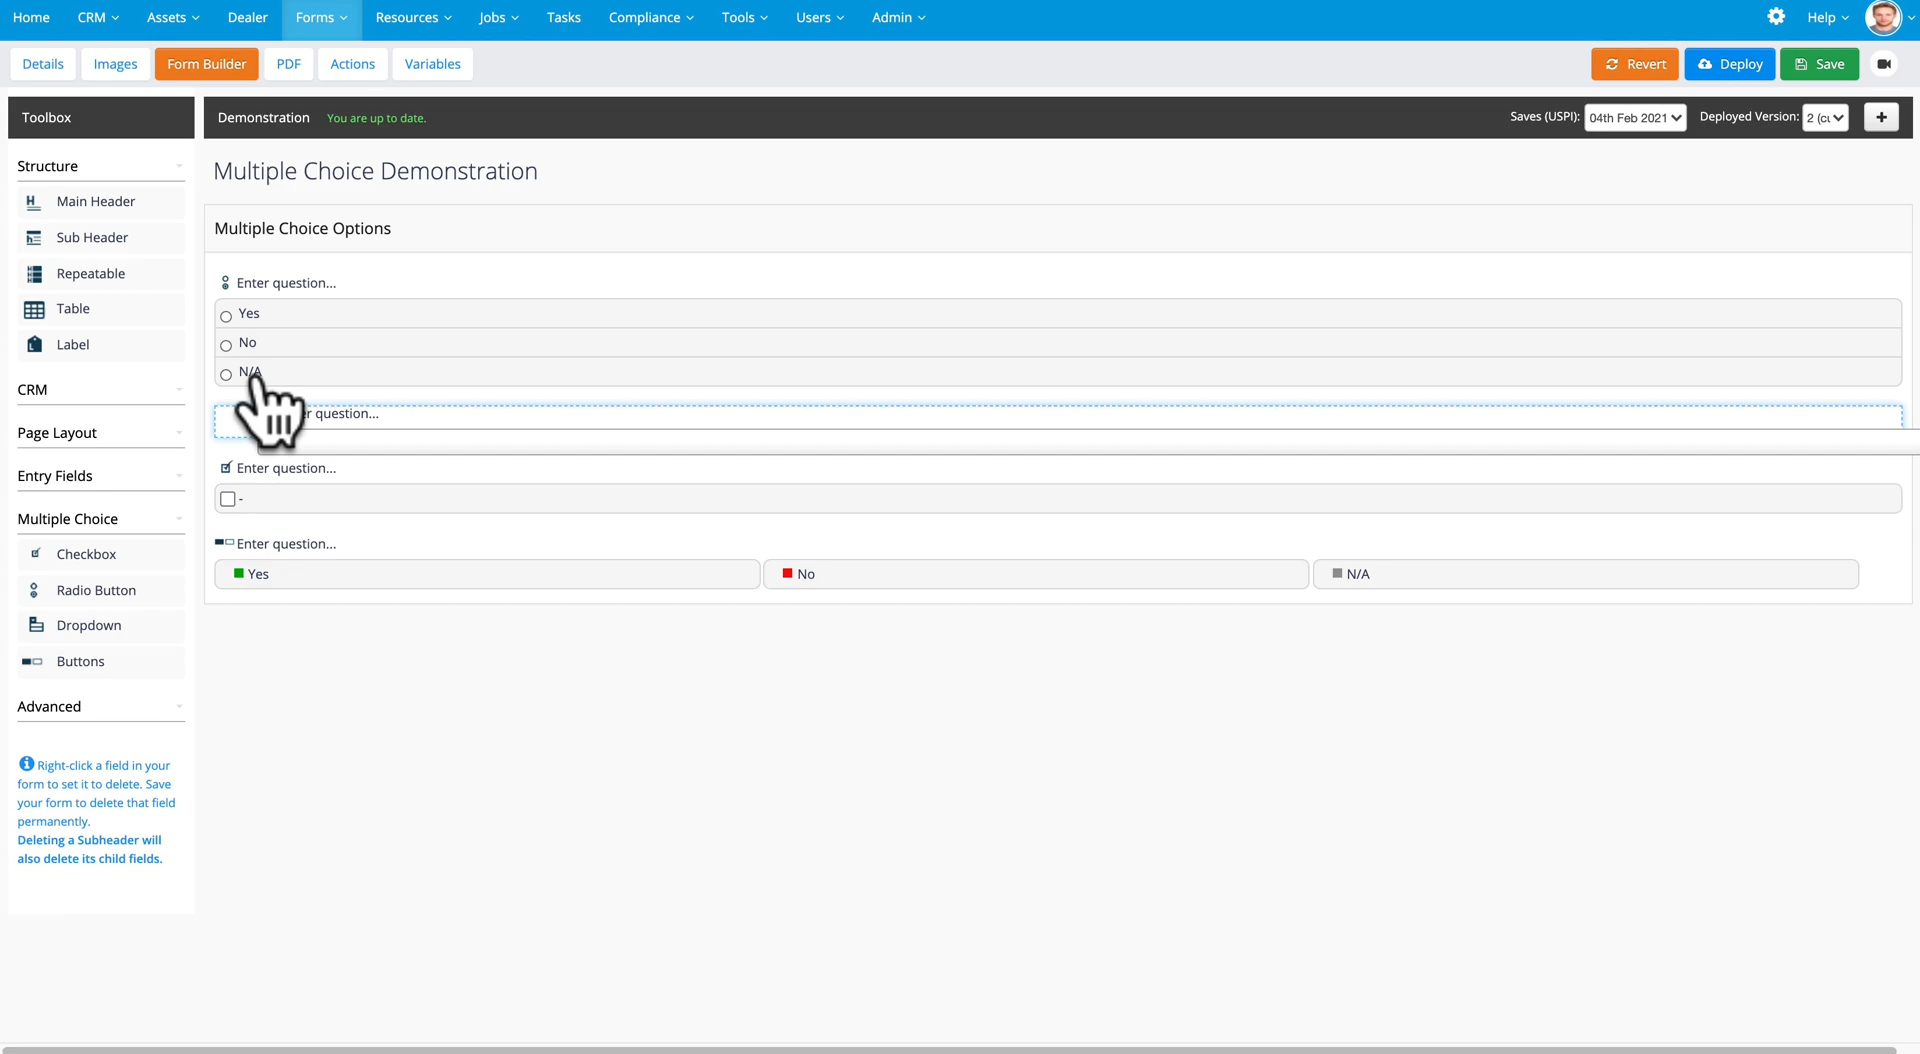 Home CRM Assets Dealer Forms Resources Jobs Tasks Compliance Tools Users Admin Help
Details Images Form Builder PDF Actions Variables Revert Deploy Save
Toolbox
Demonstration You are up to date. Saves (USPI): 04th Feb 2021 Deployed Version: 2 (cu +
Structure
Main Header
Sub Header
Repeatable
Table
Label
CRM
Page Layout
Entry Fields
Multiple Choice
Checkbox
Radio Button
Dropdown
Buttons
Advanced
Right-click a field in your
form to set it to delete. Save
your form to delete that field
permanently.
Deleting a Subheader will
also delete its child fields.
Multiple Choice Demonstration
Multiple Choice Options
Enter question...
Yes
No
N/A
er question...
Enter question...
-
Enter question...
Yes No N/A